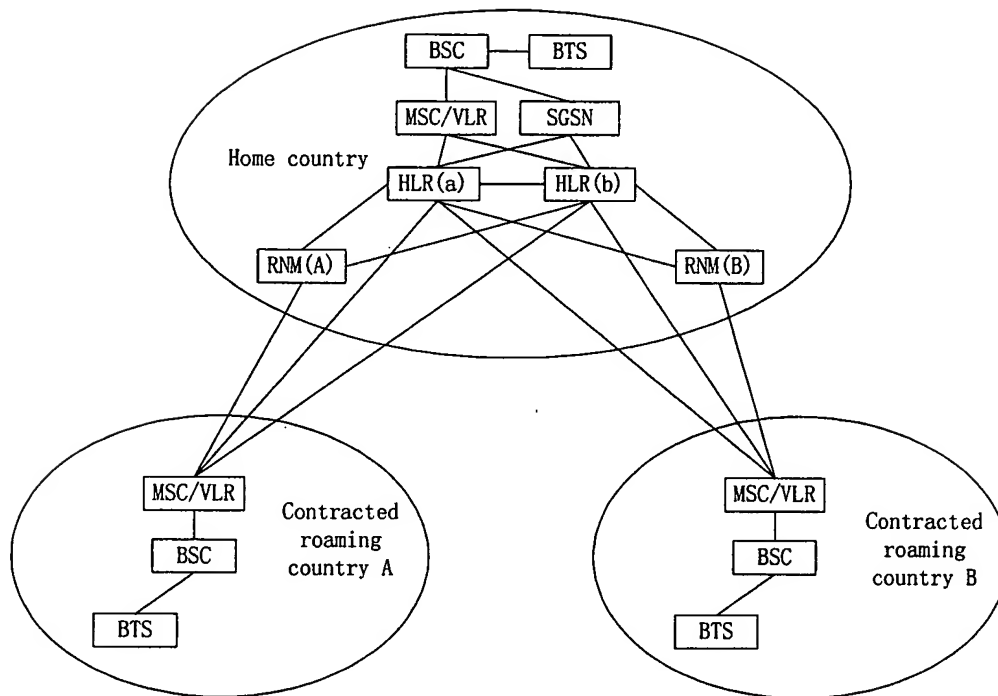 BSC
BTS
MSC/VLR
SGSN
Home country
HLR(a)
HLR(b)
RNM(A)
RNM(B)
MSC/VLR
Contracted
roaming
country A
BSC
BTS
MSC/VLR
Contracted
roaming
country B
BSC
BTS